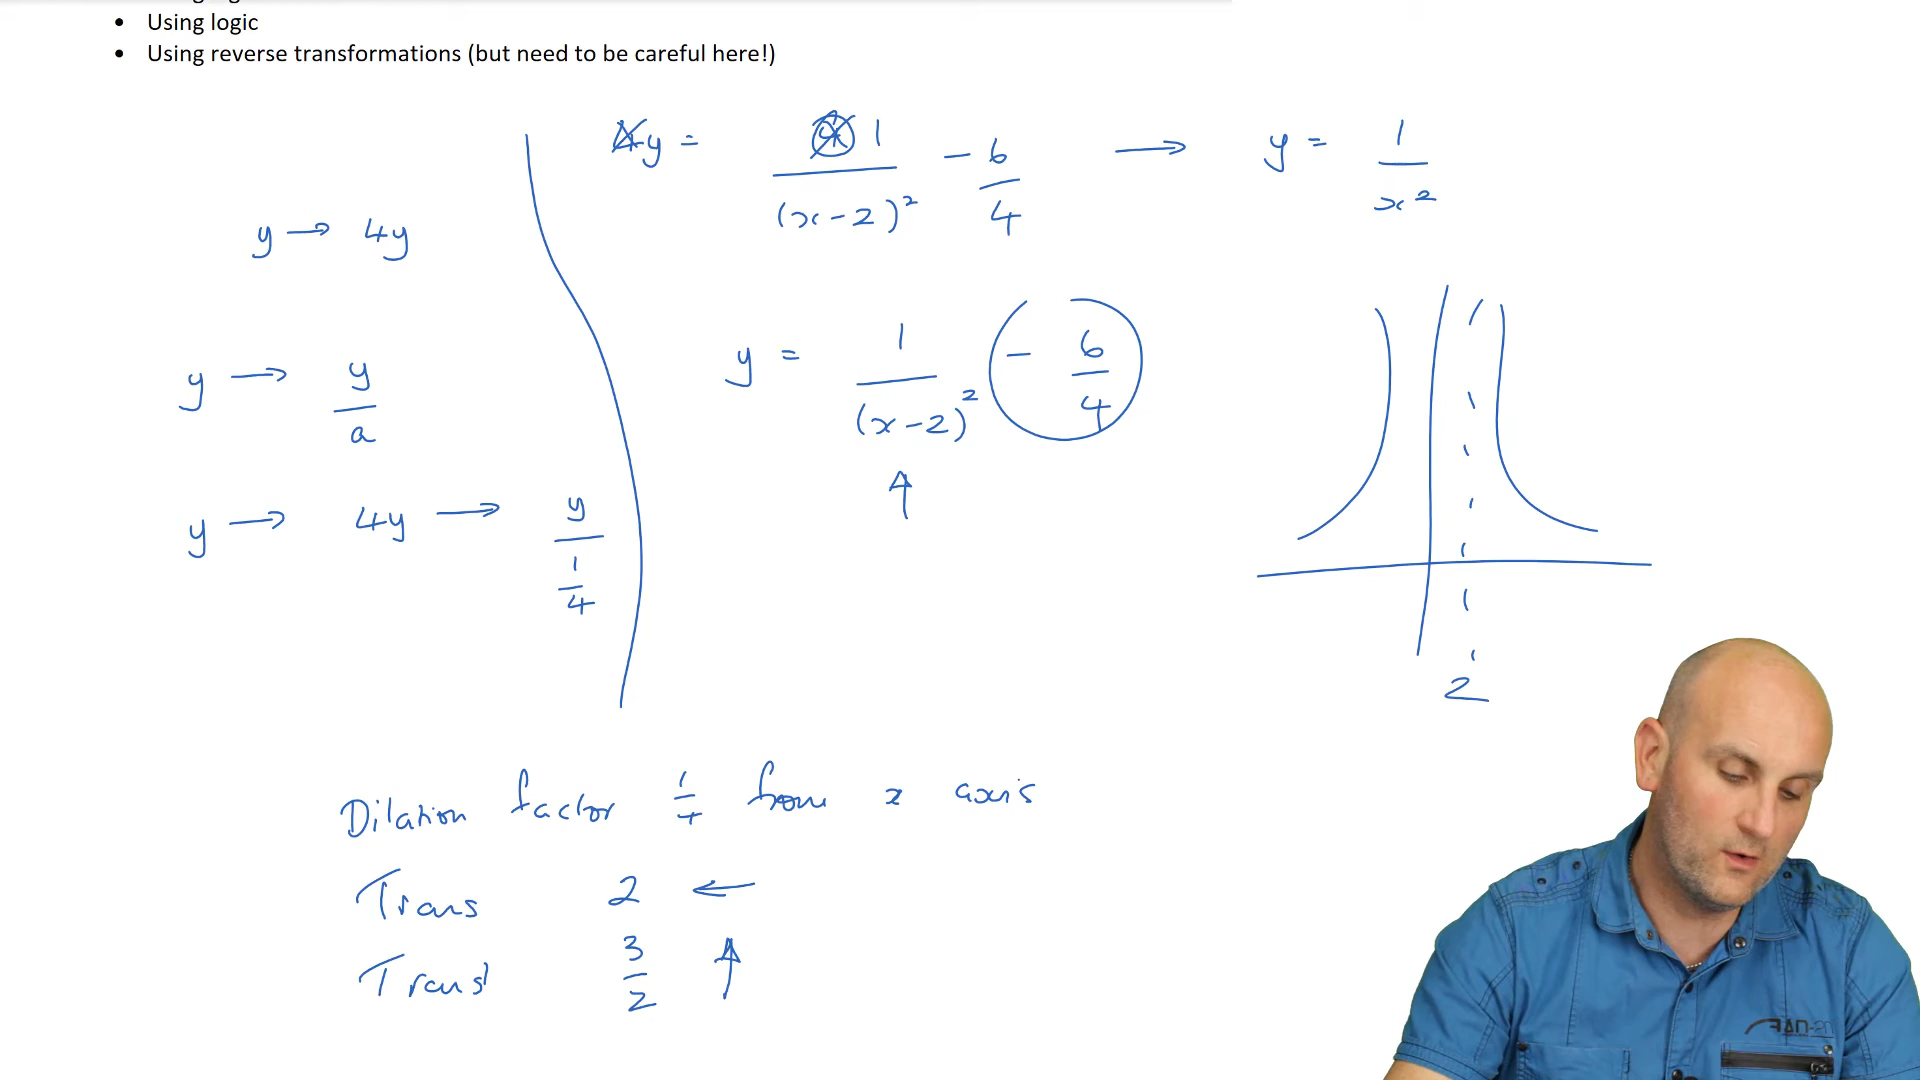 • Using logic
• Using reverse transformations (but need to be careful here!)
4y = 4 1 / (x-2)² - 6/4 → y = 1/x²
y → 4y
y = 1/(x-2)² - 6/4
y → y/a
y → 4y → y/(1/4)
2
Dilation factor 1/4 from x axis
Trans 2 ←
Trans 3/2 ↑